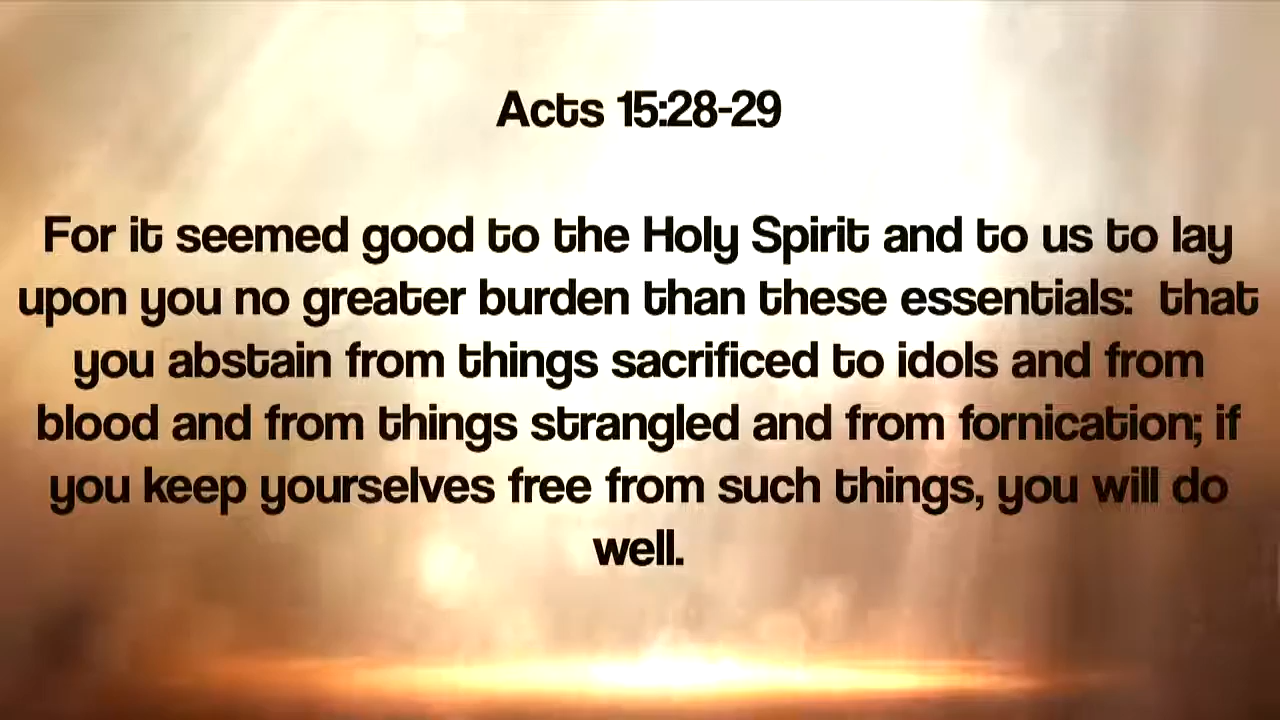 Acts 15:28-29
For it seemed good to the Holy Spirit and to us to lay
upon you no greater burden than these essentials:  that
you abstain from things sacrificed to idols and from
blood and from things strangled and from fornication; if
you keep yourselves free from such things, you will do
well.